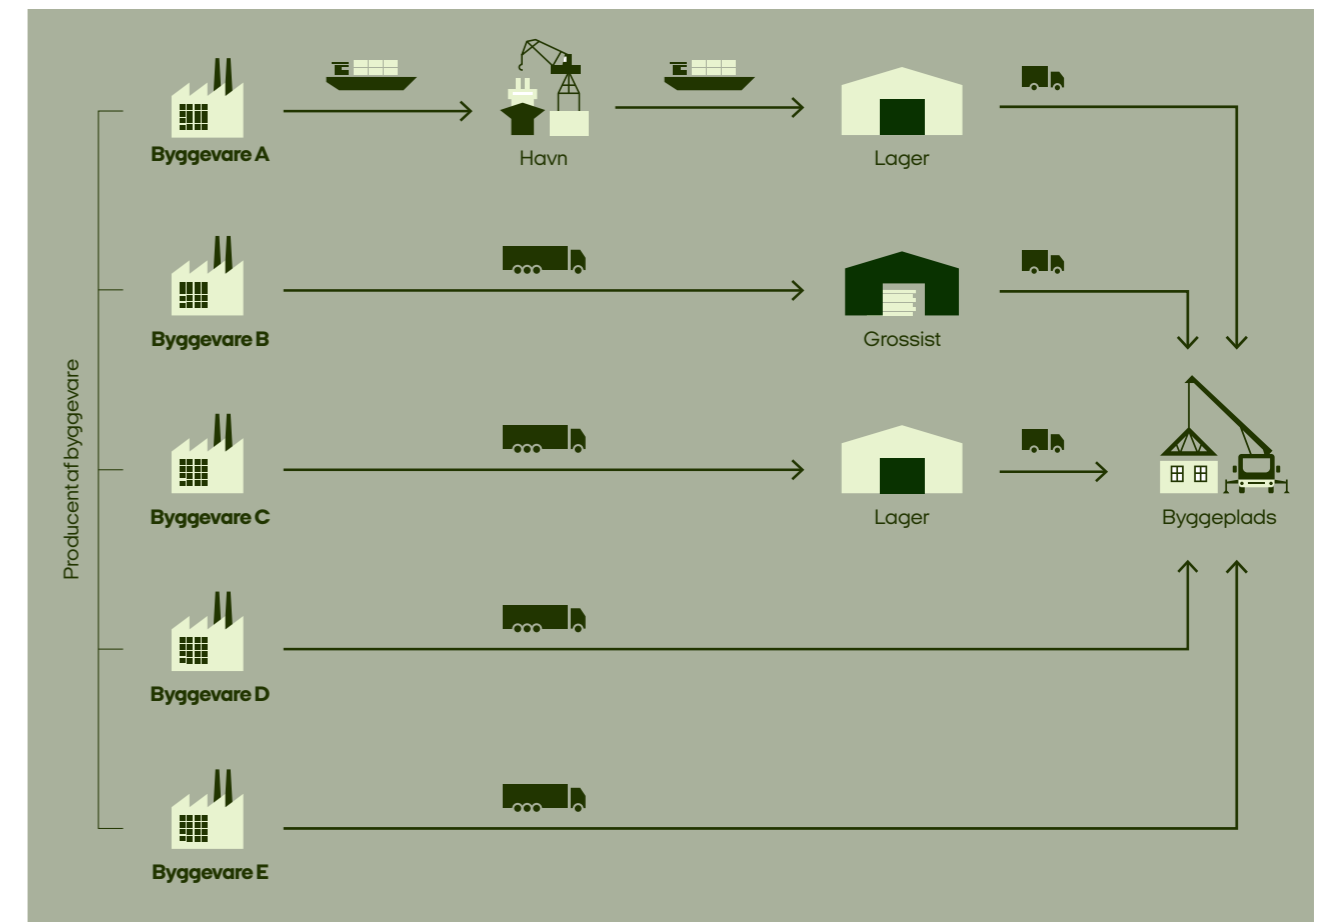 Byggevare A
Havn
Lager
Byggevare B
Grossist
Producent af byggevare
Byggevare C
Lager
Byggeplads
Byggevare D
Byggevare E